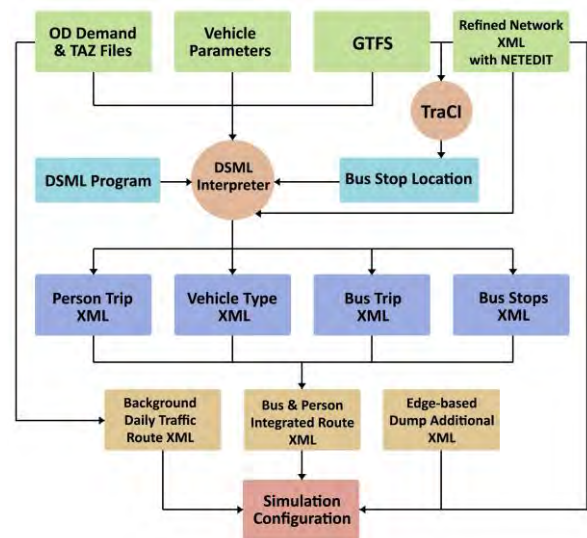 OD Demand
& TAZ Files
Vehicle
Parameters
GTFS
Refined Network
XML
with NETEDIT
TraCI
DSML Program
DSML
Interpreter
Bus Stop Location
Person Trip
XML
Vehicle Type
XML
Bus Trip
XML
Bus Stops
XML
Background
Daily Traffic
Route XML
Bus & Person
Integrated Route
XML
Edge-based
Dump Additional
XML
Simulation
Configuration